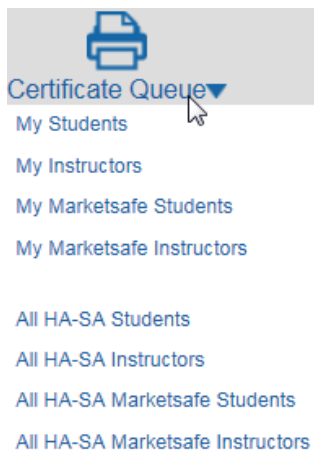 Certificate Queue
My Students
My Instructors
My Marketsafe Students
My Marketsafe Instructors
All HA-SA Students
All HA-SA Instructors
All HA-SA Marketsafe Students
All HA-SA Marketsafe Instructors